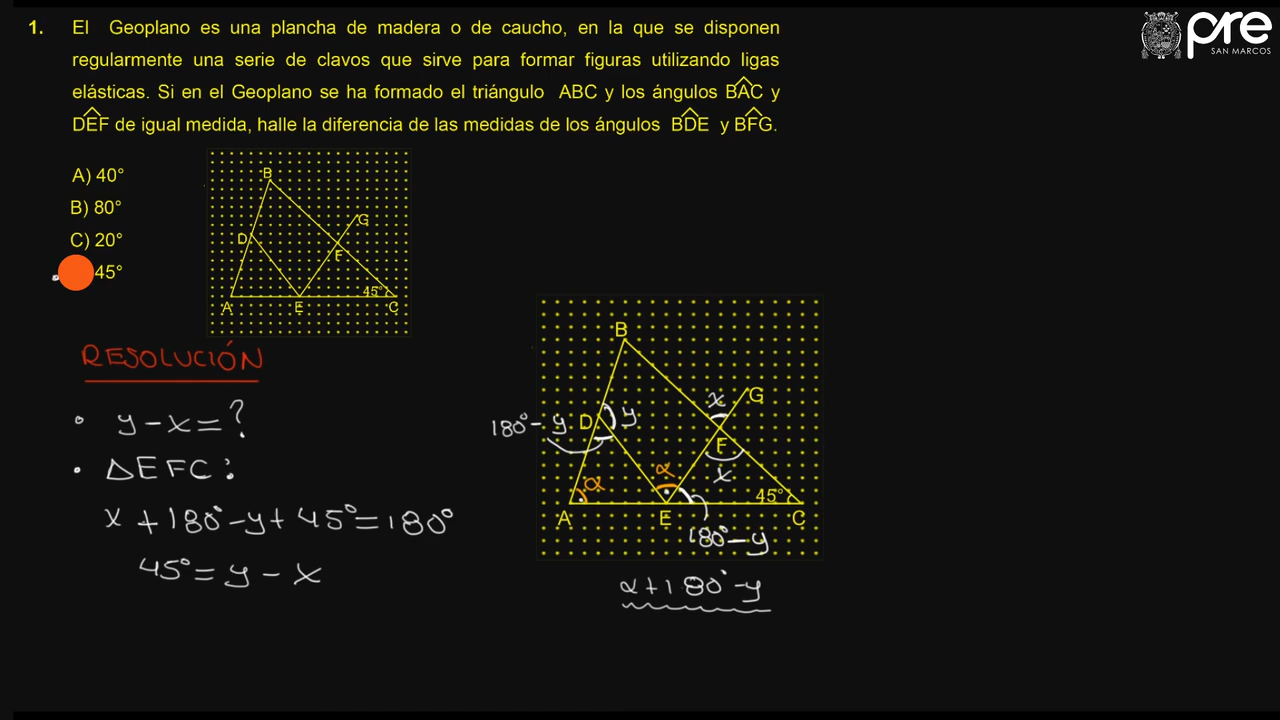 1. El Geoplano es una plancha de madera o de caucho, en la que se disponen
regularmente una serie de clavos que sirve para formar figuras utilizando ligas
elásticas. Si en el Geoplano se ha formado el triángulo ABC y los ángulos BAC y
DEF de igual medida, halle la diferencia de las medidas de los ángulos BDE y BFG.
pre
SAN MARCOS
A) 40°
B) 80°
C) 20°
45°
B
G
D
F
45°
A
E
C
RESOLUCIÓN
• y-x=?
• △EFC:
x+180°-y+45°=180°
45°=y-x
B
x
G
180°-y D y
F
α
α
x
45°
A
E
C
180°-y
α+180°-y